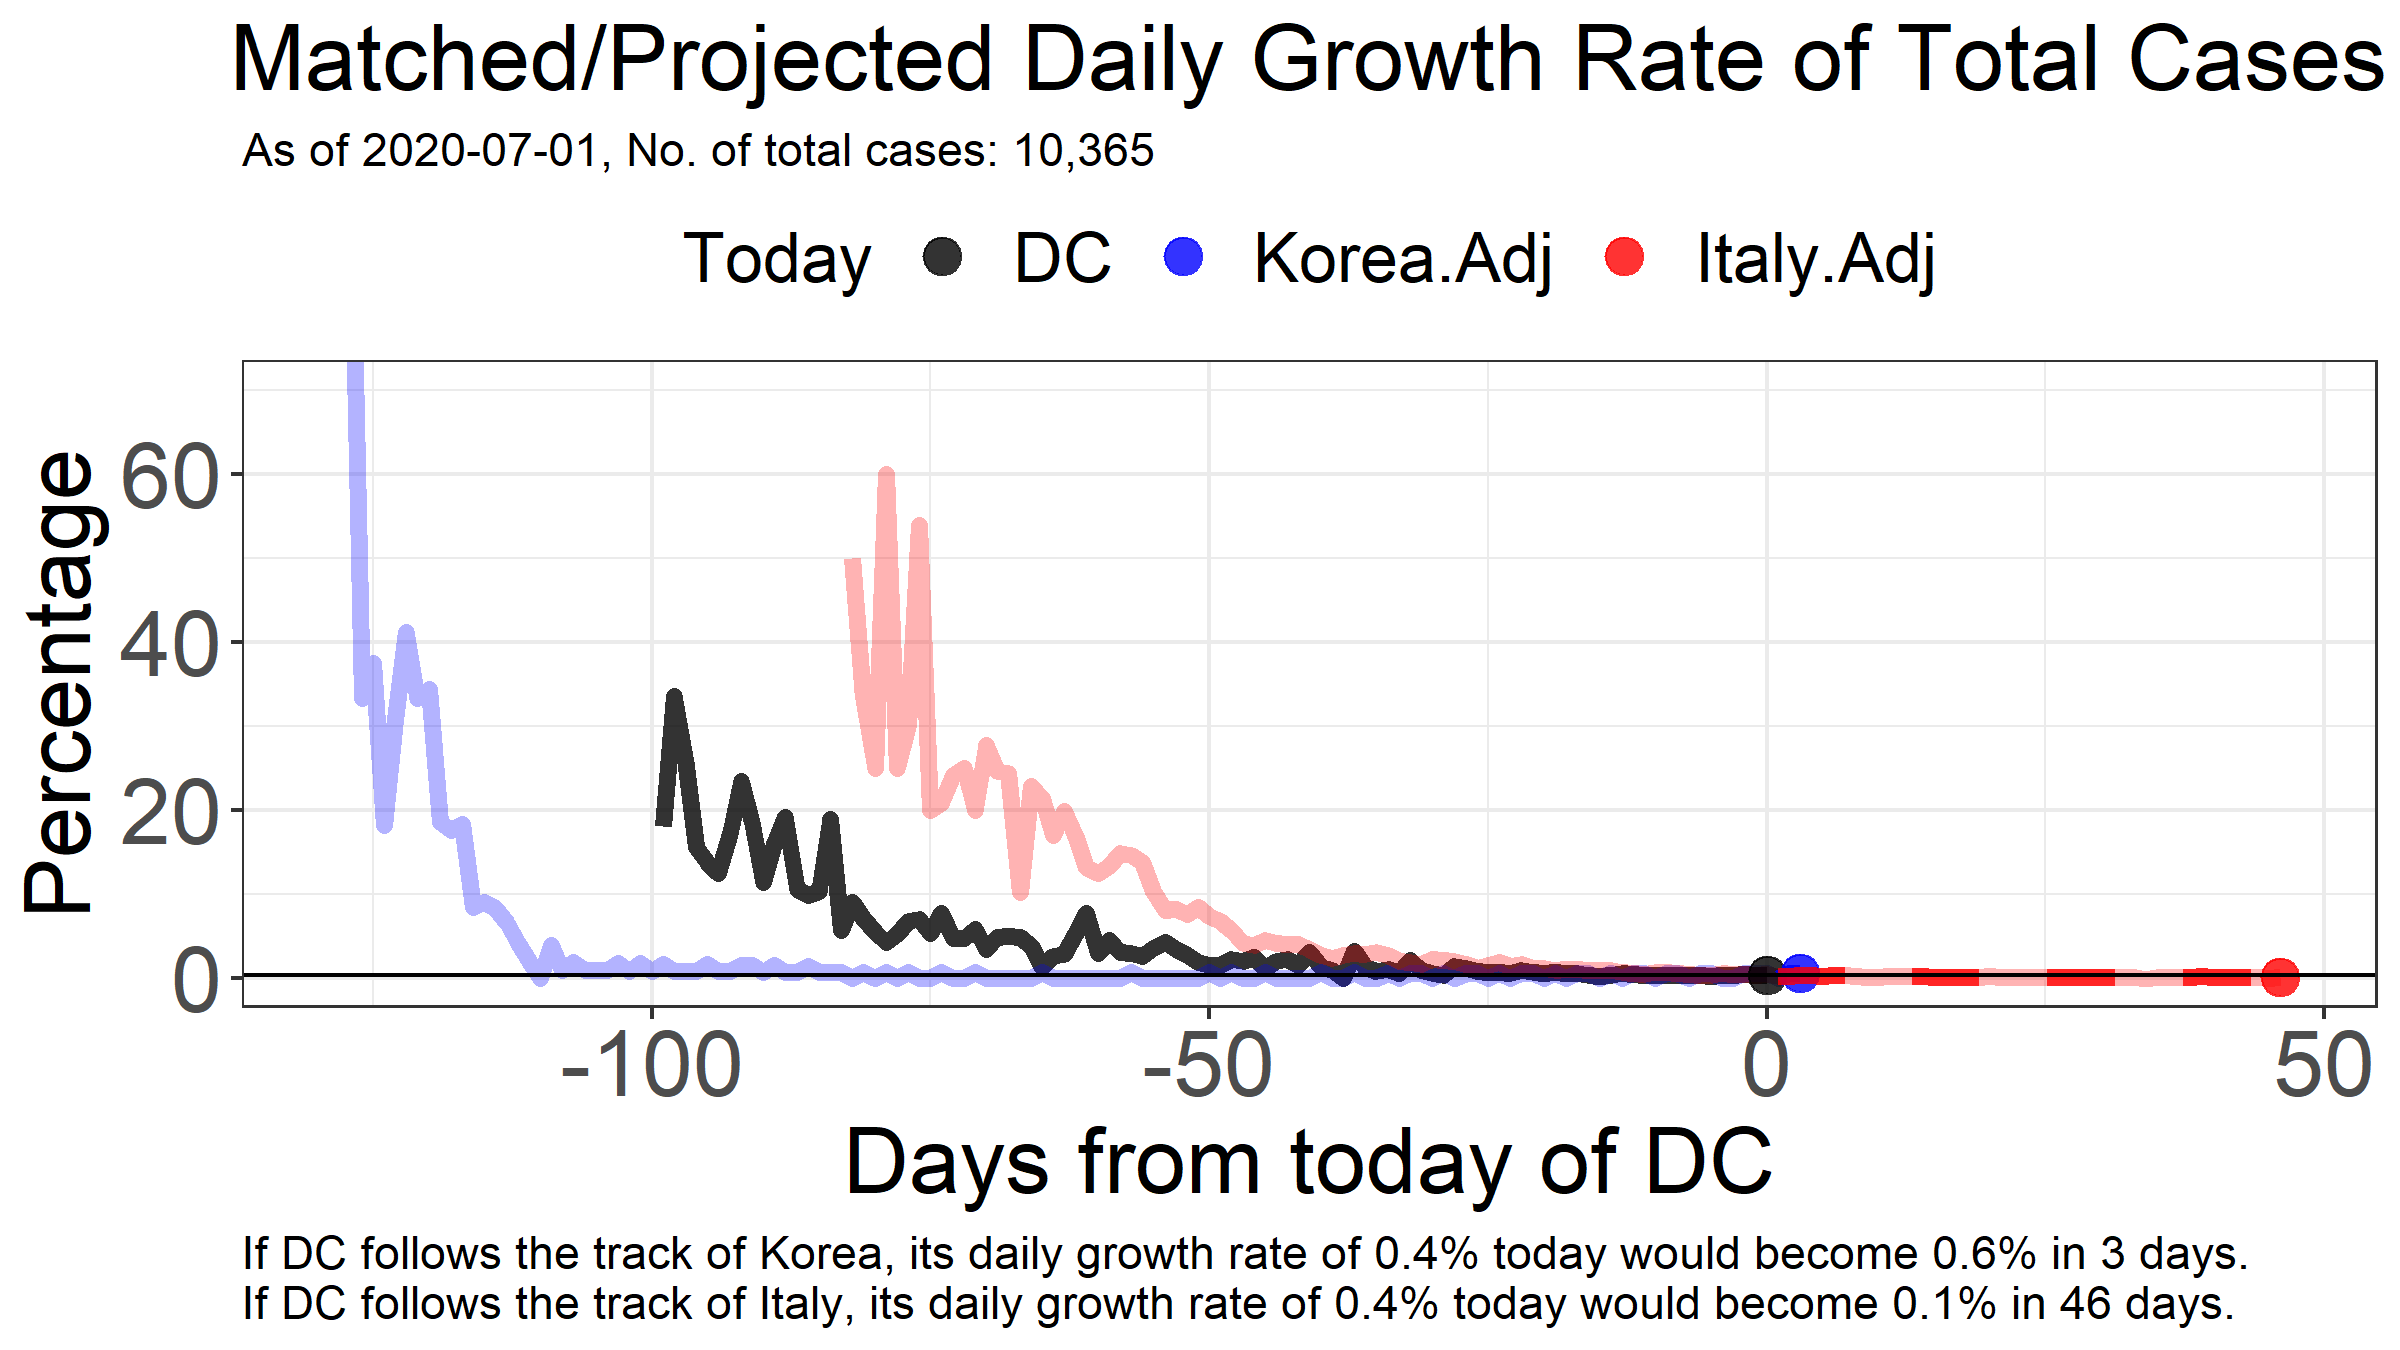 Matched/Projected Daily Growth Rate of Total Cases
As of 2020-07-01, No. of total cases: 10,365
Today DC Korea.Adj Italy.Adj
Percentage
60
40
20
0
-100 -50 0 50
Days from today of DC
If DC follows the track of Korea, its daily growth rate of 0.4% today would become 0.6% in 3 days.
If DC follows the track of Italy, its daily growth rate of 0.4% today would become 0.1% in 46 days.